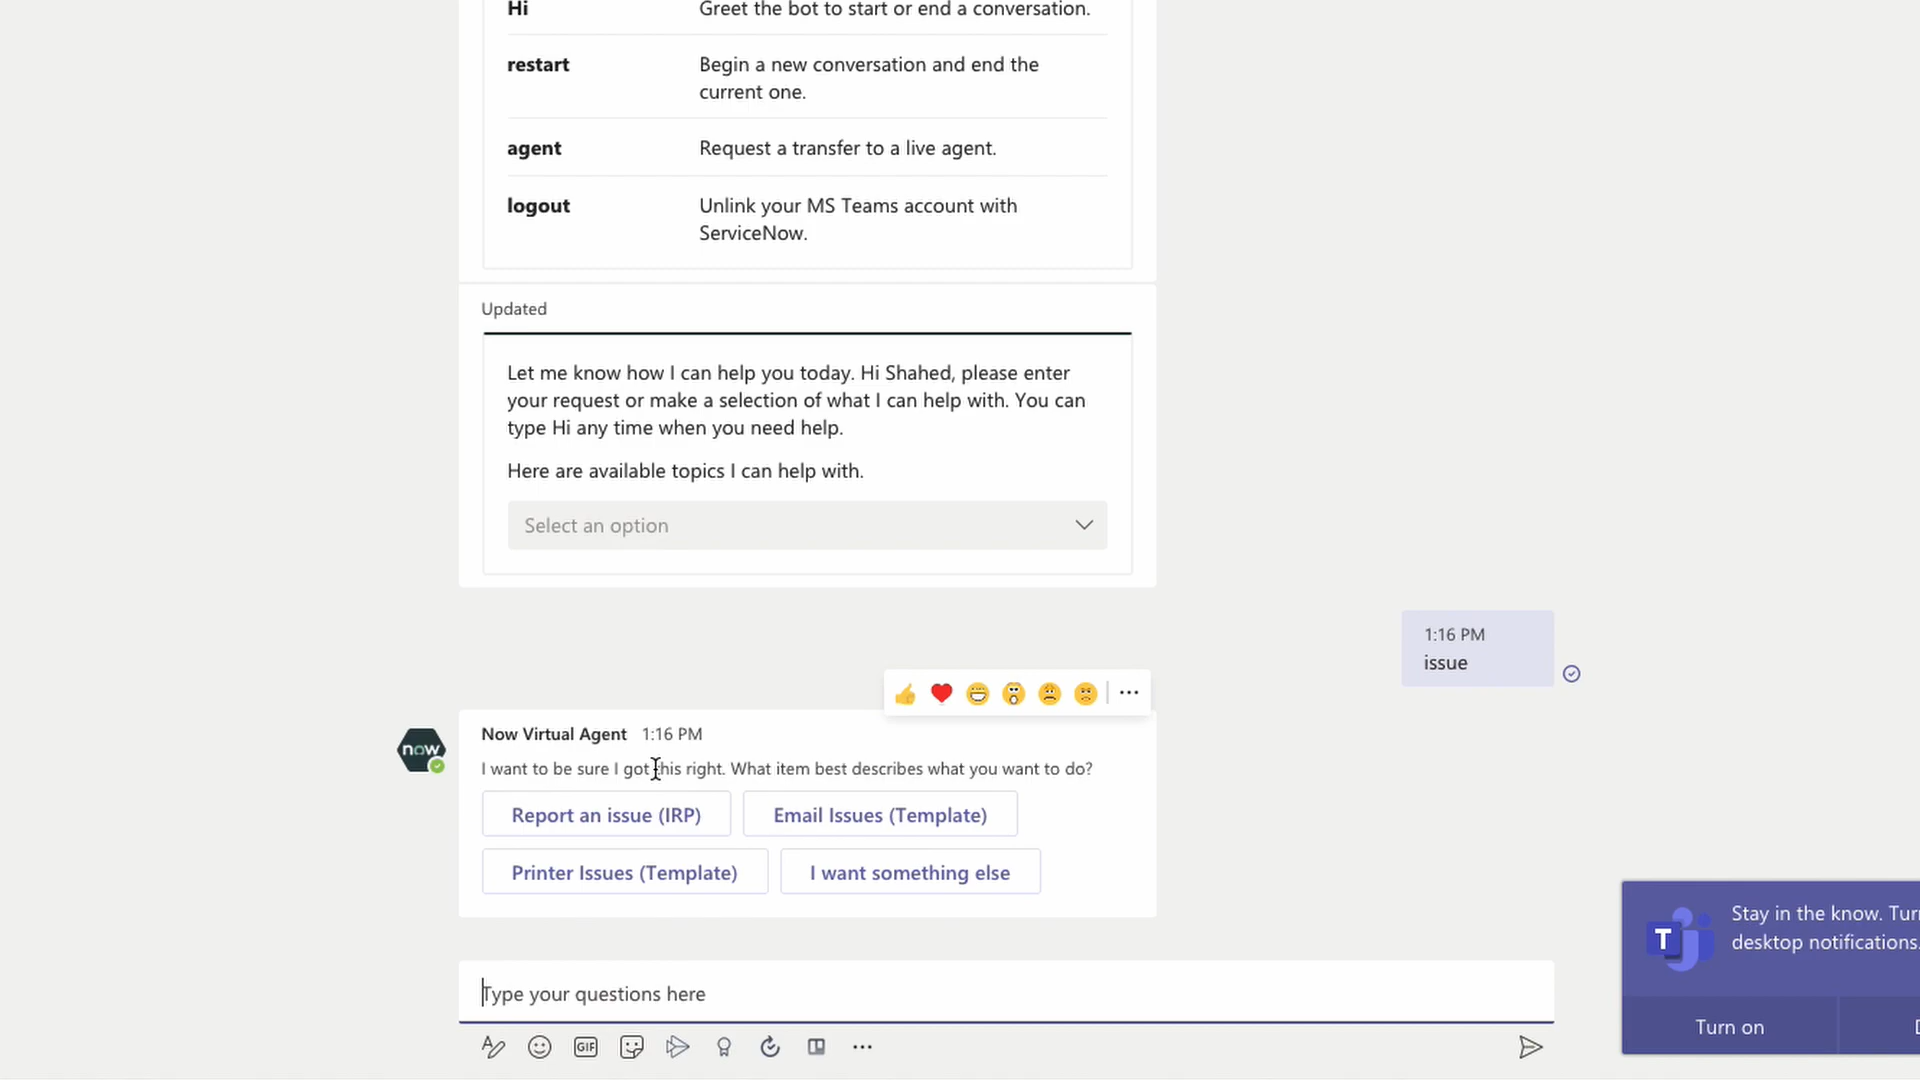 Hi Greet the bot to start or end a conversation.
restart Begin a new conversation and end the
current one.
agent Request a transfer to a live agent.
logout Unlink your MS Teams account with
ServiceNow.
Updated
Let me know how I can help you today. Hi Shahed, please enter
your request or make a selection of what I can help with. You can
type Hi any time when you need help.
Here are available topics I can help with.
Select an option
1:16 PM
issue
now
Now Virtual Agent 1:16 PM
I want to be sure I got this right. What item best describes what you want to do?
Report an issue (IRP) Email Issues (Template)
Printer Issues (Template) I want something else
Type your questions here
GIF
T
Stay in the know.
desktop notifications.
Turn on